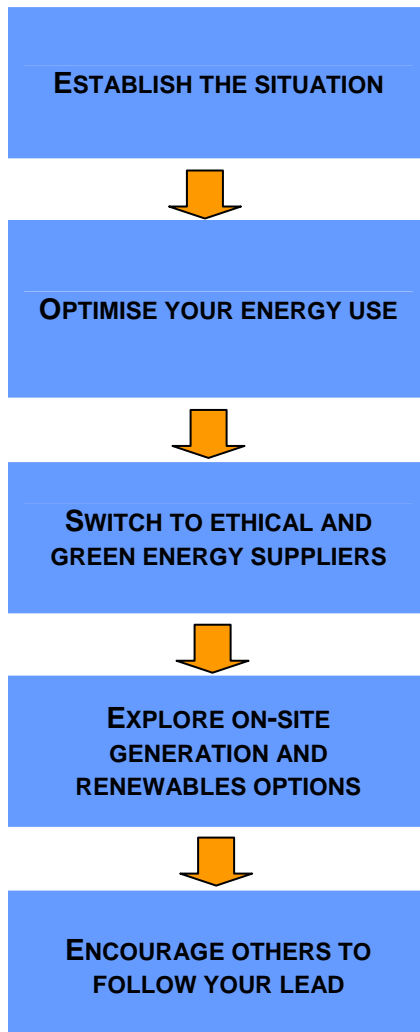 ESTABLISH THE SITUATION
OPTIMISE YOUR ENERGY USE
SWITCH TO ETHICAL AND
GREEN ENERGY SUPPLIERS
EXPLORE ON-SITE
GENERATION AND
RENEWABLES OPTIONS
ENCOURAGE OTHERS TO
FOLLOW YOUR LEAD